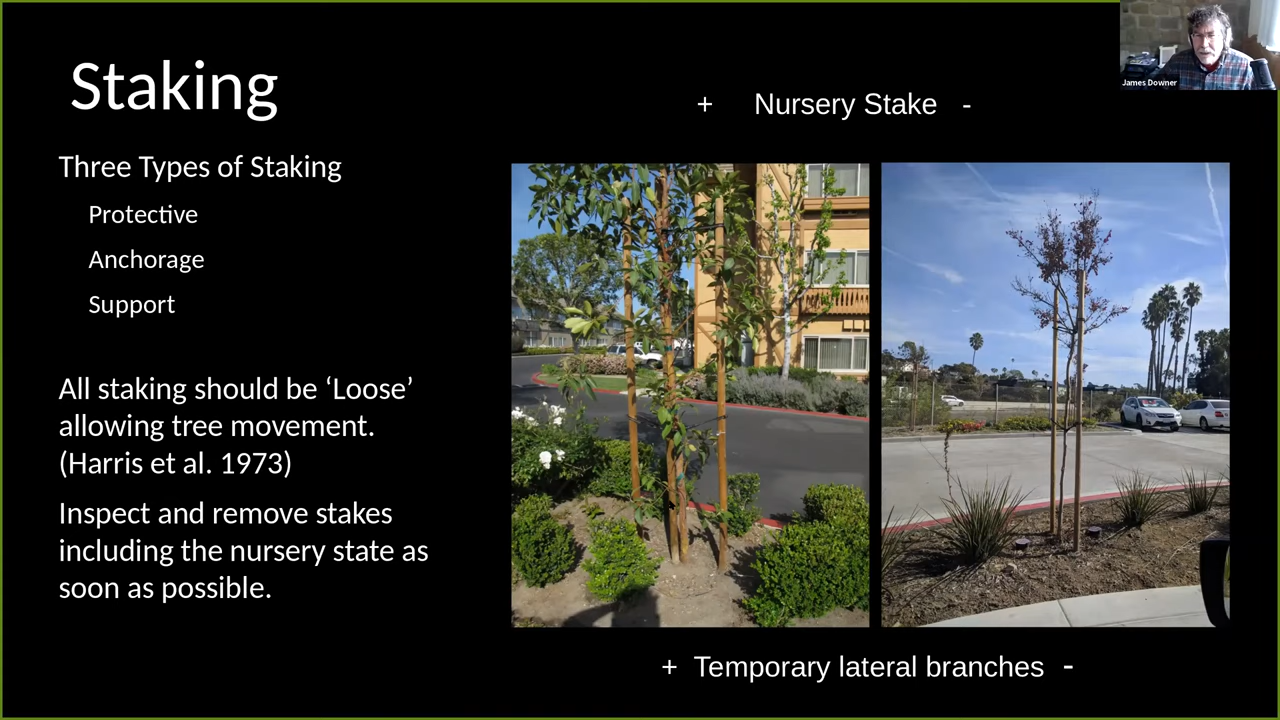 Staking
Three Types of Staking
Protective
Anchorage
Support
All staking should be ‘Loose’
allowing tree movement.
(Harris et al. 1973)
Inspect and remove stakes
including the nursery state as
soon as possible.
+ Nursery Stake -
+ Temporary lateral branches -
James Downer